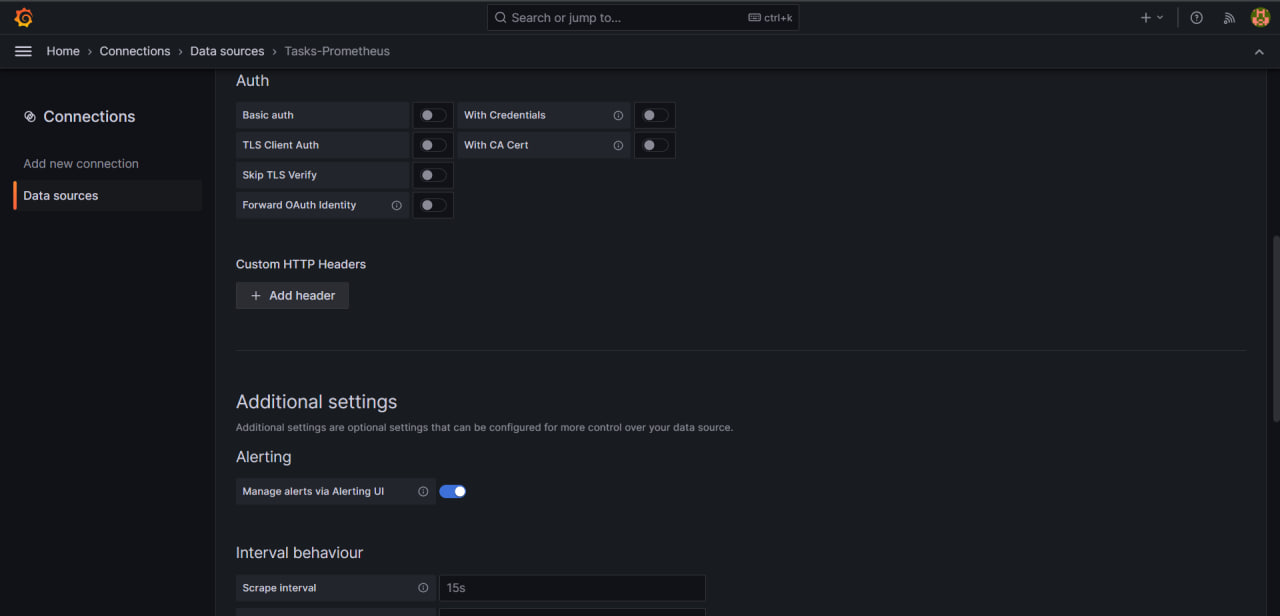 Search or jump to...
ctrl+k
Home › Connections › Data sources › Tasks-Prometheus
Connections
Add new connection
Data sources
Auth
Basic auth
With Credentials
TLS Client Auth
With CA Cert
Skip TLS Verify
Forward OAuth Identity
Custom HTTP Headers
+ Add header
Additional settings
Additional settings are optional settings that can be configured for more control over your data source.
Alerting
Manage alerts via Alerting UI
Interval behaviour
Scrape interval
15s